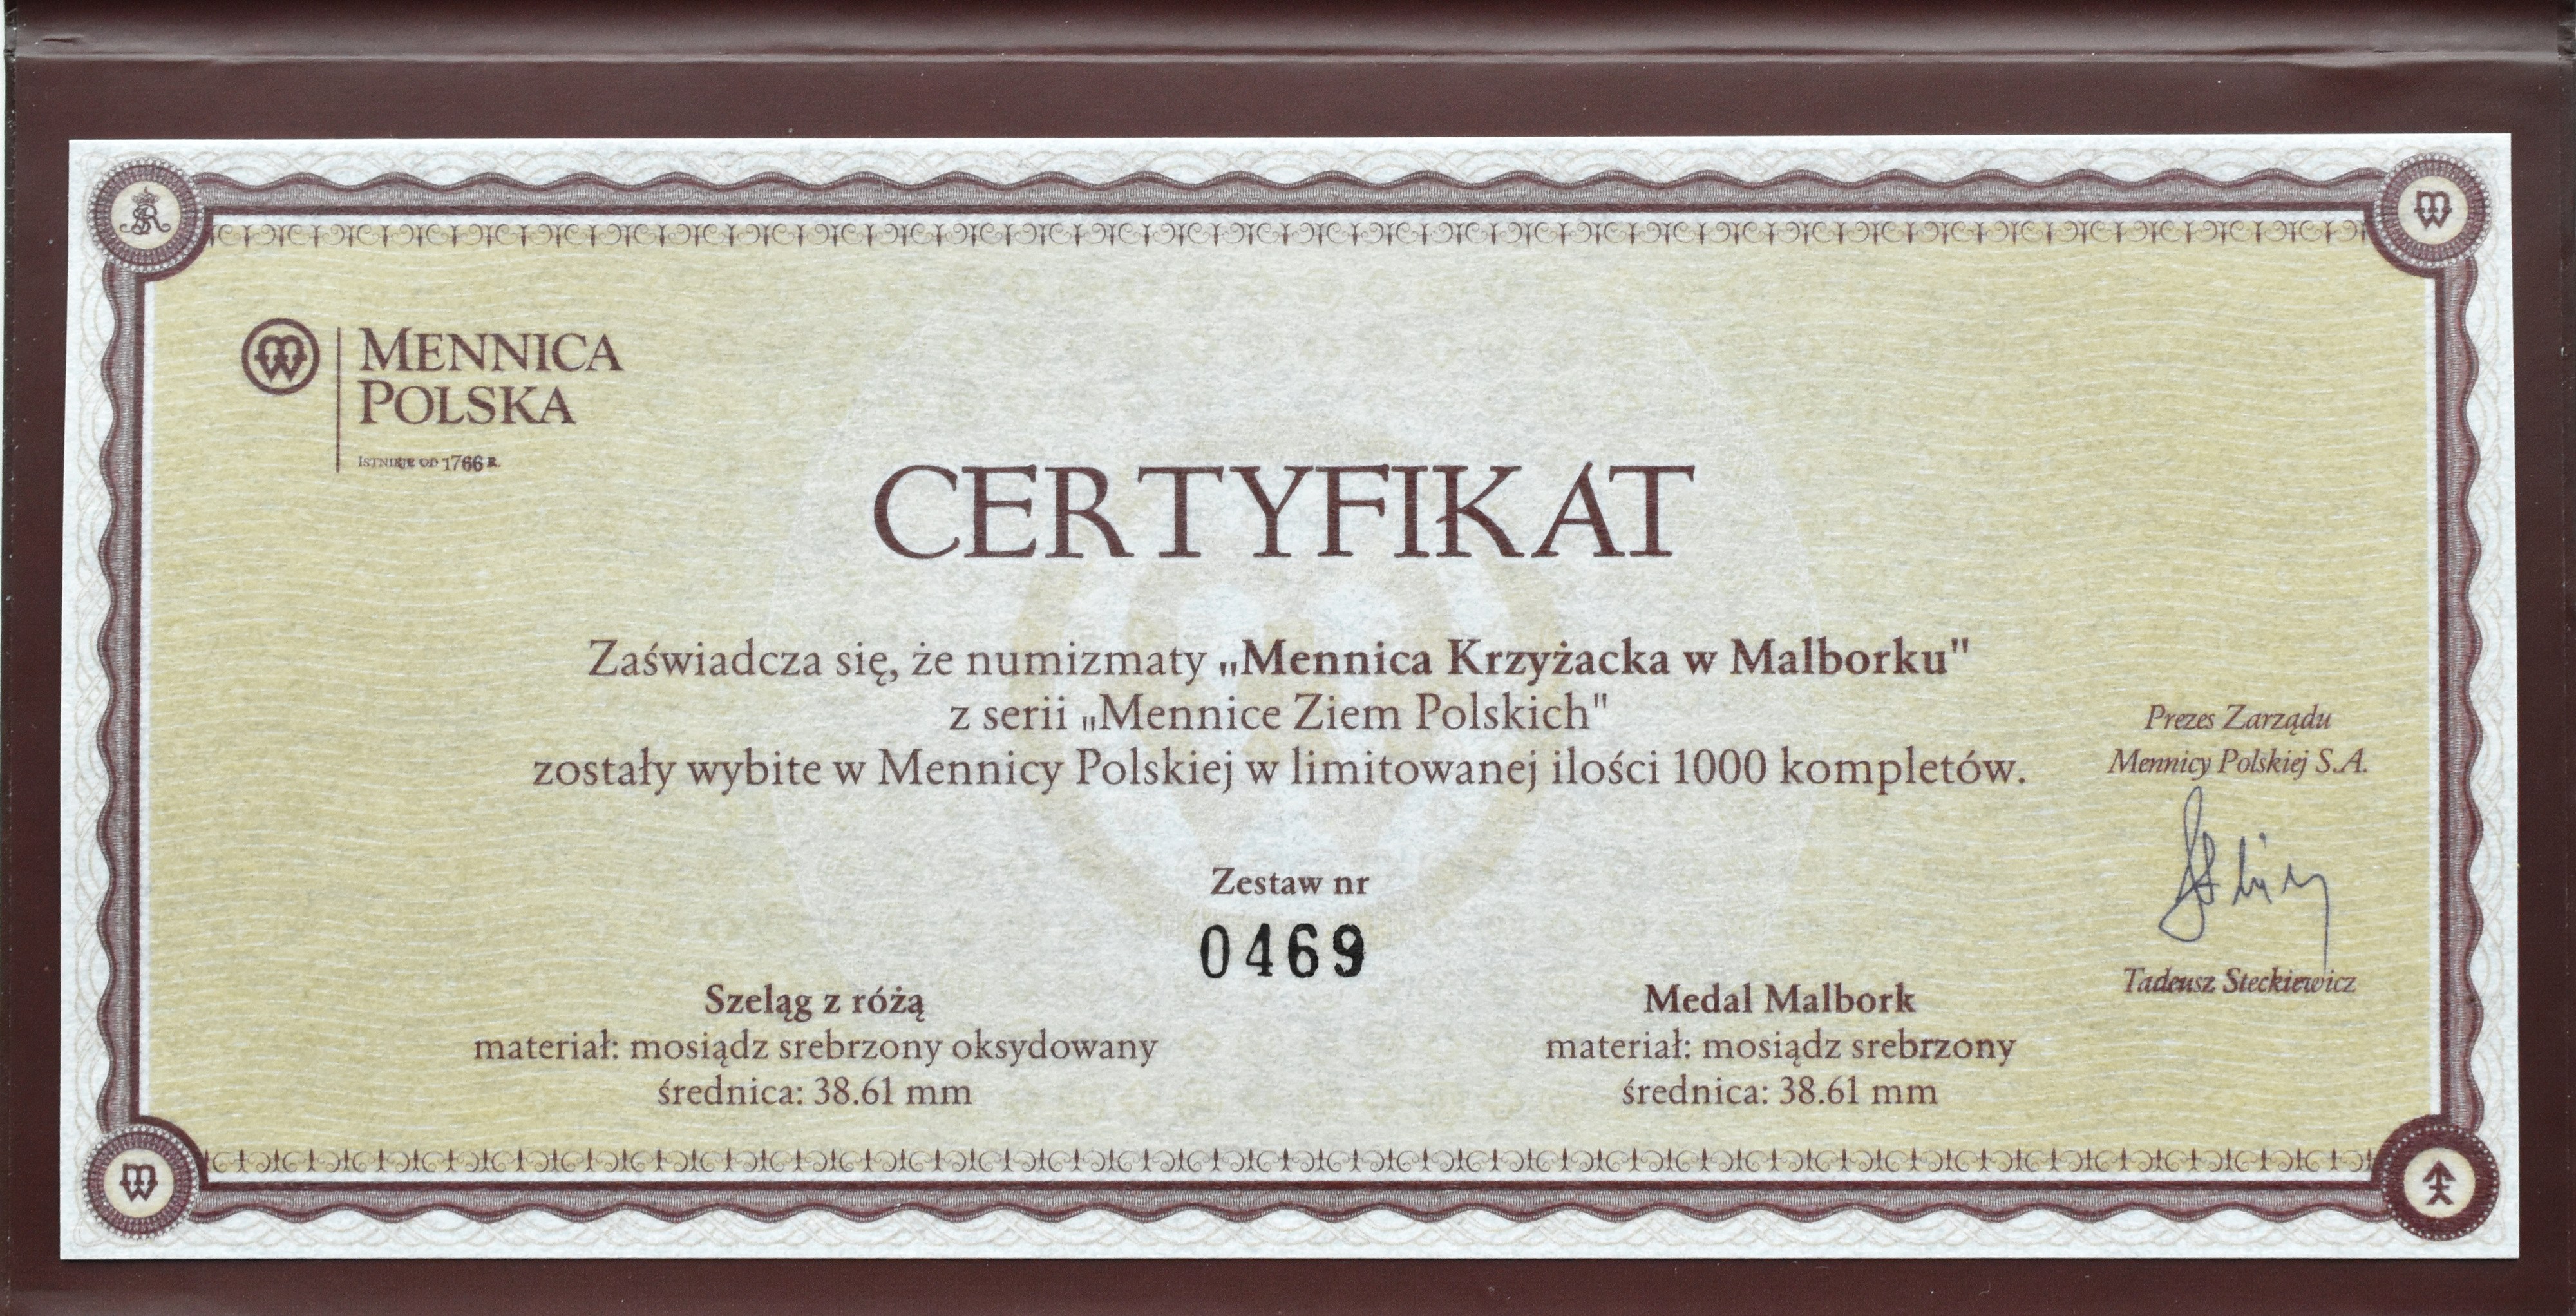 MENNICA
POLSKA
ISTNIEJE OD 1766 R.
CERTYFIKAT
Zaświadcza się, że numizmaty „Mennica Krzyżacka w Malborku"
z serii „Mennice Ziem Polskich"
zostały wybite w Mennicy Polskiej w limitowanej ilości 1000 kompletów.
Prezes Zarządu
Mennicy Polskiej S.A.
Tadeusz Steckiewicz
Zestaw nr
0469
Szeląg z różą
materiał: mosiądz srebrzony oksydowany
średnica: 38.61 mm
Medal Malbork
materiał: mosiądz srebrzony
średnica: 38.61 mm